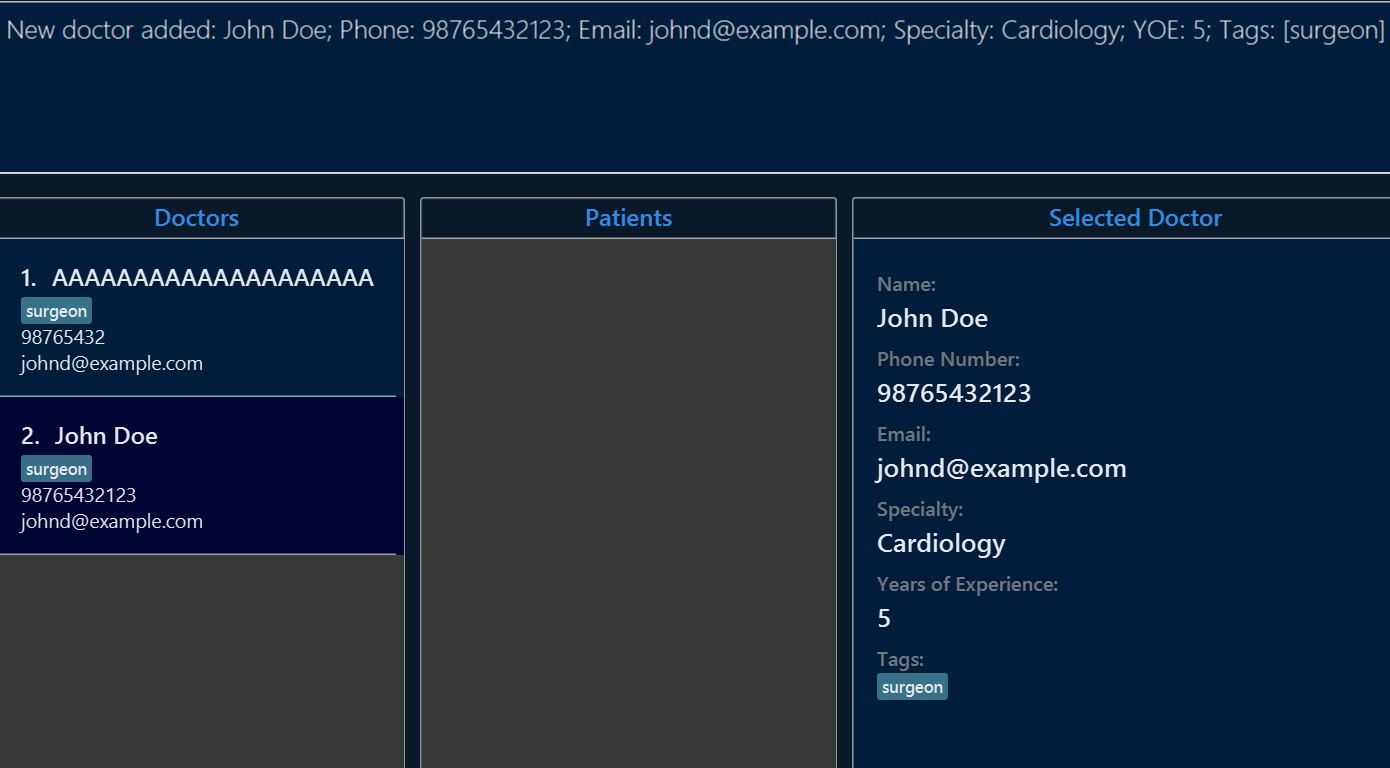 New doctor added: John Doe; Phone: 98765432123; Email: johnd@example.com; Specialty: Cardiology; YOE: 5; Tags: [surgeon]
Doctors
1. AAAAAAAAAAAAAAAAAAAA
surgeon
98765432
johnd@example.com
2. John Doe
surgeon
98765432123
johnd@example.com
Patients
Selected Doctor
Name:
John Doe
Phone Number:
98765432123
Email:
johnd@example.com
Specialty:
Cardiology
Years of Experience:
5
Tags:
surgeon